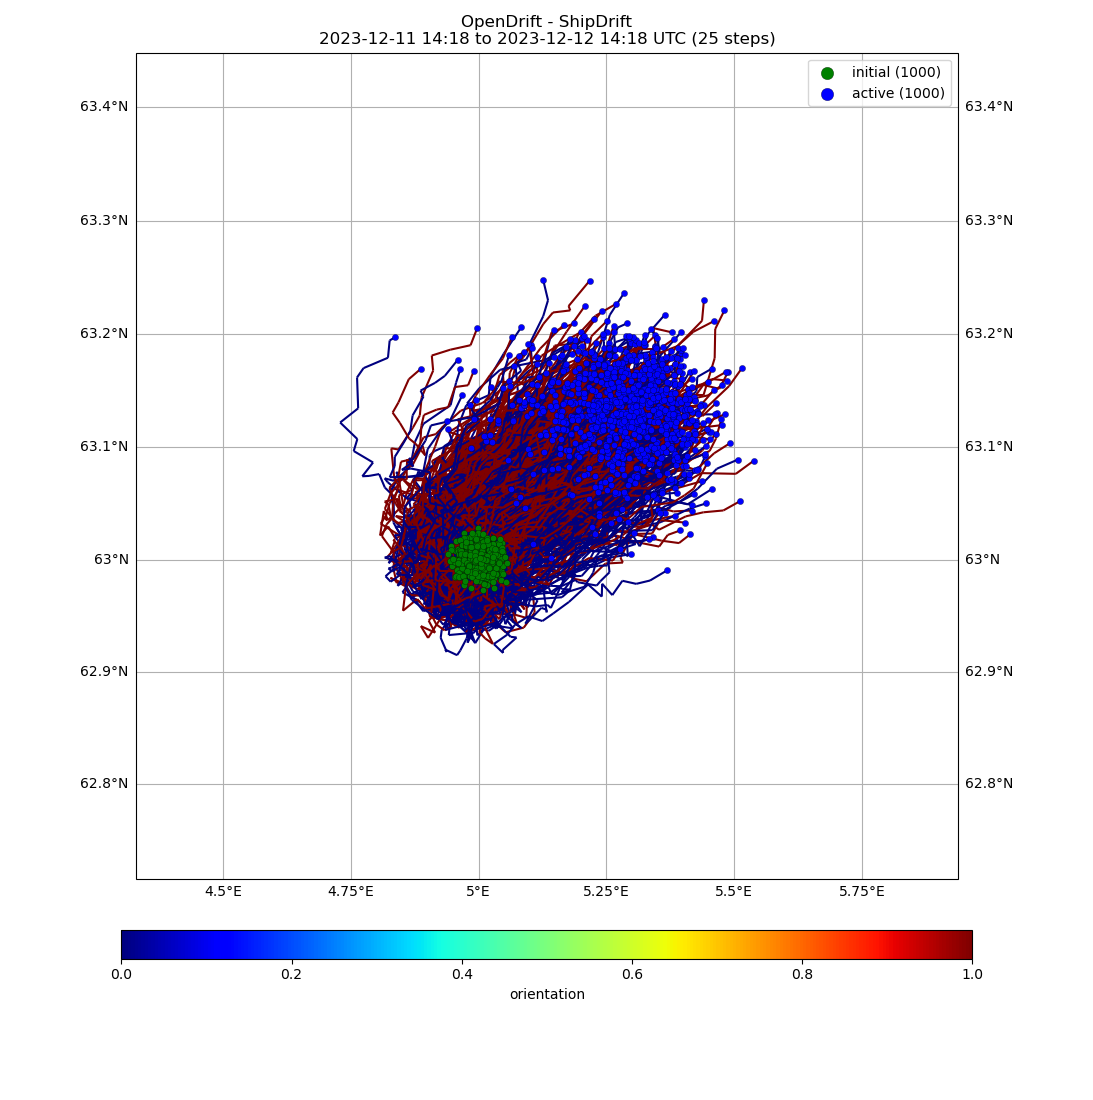 OpenDrift - ShipDrift
2023-12-11 14:18 to 2023-12-12 14:18 UTC (25 steps)
initial (1000)
active (1000)
63.4°N 63.4°N
63.3°N 63.3°N
63.2°N 63.2°N
63.1°N 63.1°N
63°N 63°N
62.9°N 62.9°N
62.8°N 62.8°N
4.5°E 4.75°E 5°E 5.25°E 5.5°E 5.75°E
0.0 0.2 0.4 0.6 0.8 1.0
orientation